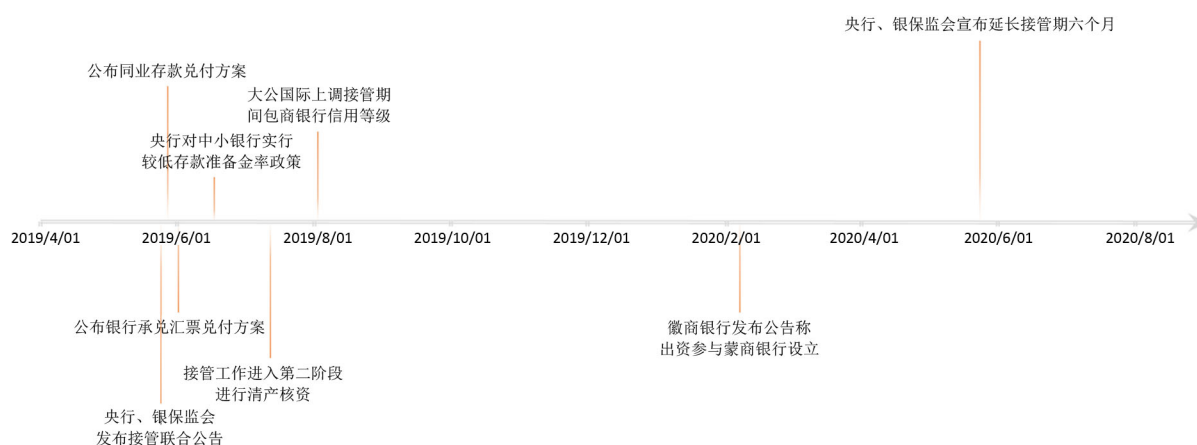 央行、银保监会宣布延长接管期六个月
公布同业存款兑付方案
大公国际上调接管期
间包商银行信用等级
央行对中小银行实行
较低存款准备金率政策
2019/4/01
2019/6/01
2019/8/01
2019/10/01
2019/12/01
2020/2/01
2020/4/01
2020/6/01
2020/8/01
公布银行承兑汇票兑付方案
徽商银行发布公告称
出资参与蒙商银行设立
接管工作进入第二阶段
进行清产核资
央行、银保监会
发布接管联合公告